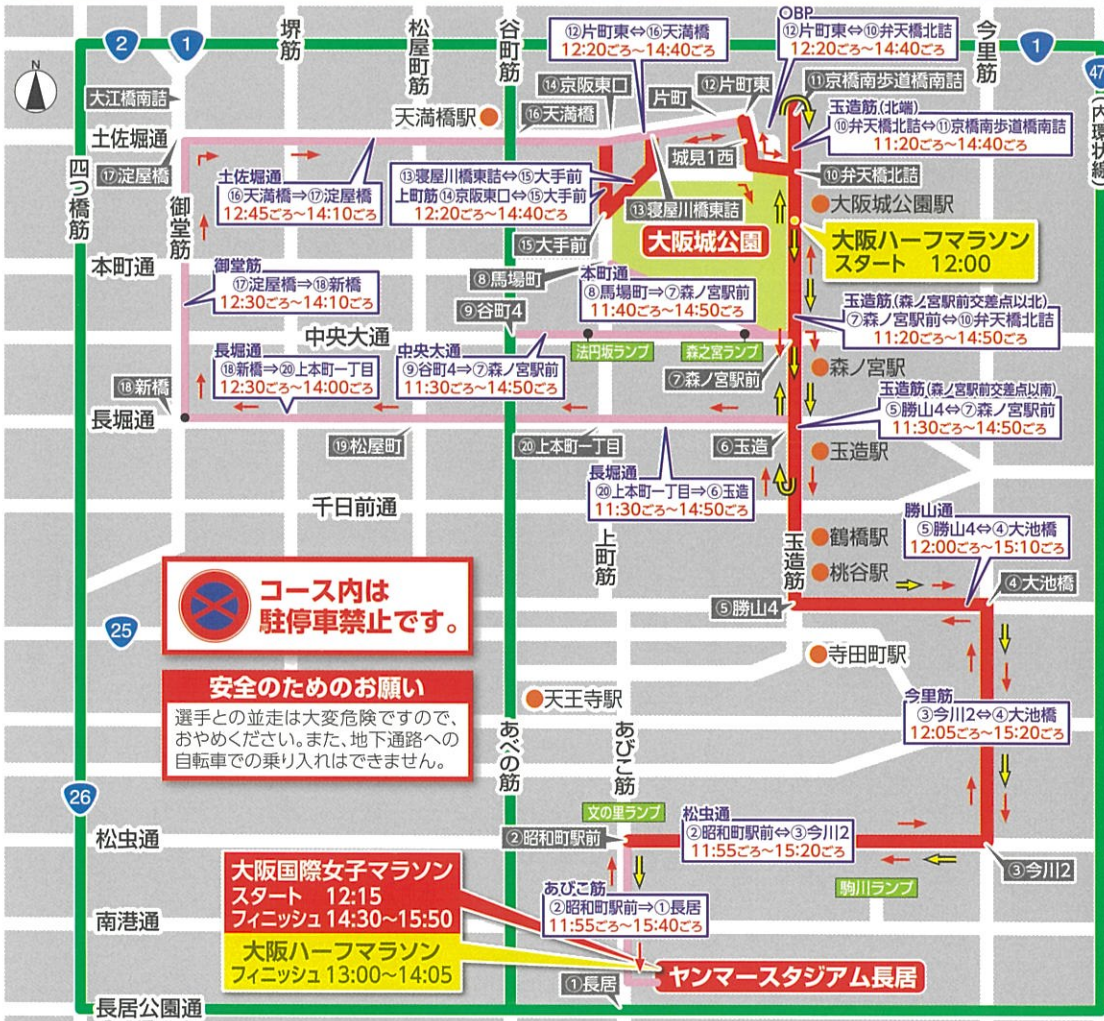 2
1
堺筋
松屋町筋
谷町筋
⑫片町東⇔⑯天満橋
12:20ごろ~14:40ごろ
OBP
⑫片町東⇔⑩弁天橋北詰
12:20ごろ~14:40ごろ
今里筋
1
47
(内環状線)
N
大江橋南詰
天満橋駅
⑭京阪東口
片町
⑫片町東
⑪京橋南歩道橋南詰
⑯天満橋
土佐堀通
⑰淀屋橋
玉造筋(北端)
⑩弁天橋北詰⇔⑪京橋南歩道橋南詰
11:20ごろ~14:40ごろ
城見1西
⑩弁天橋北詰
四つ橋筋
御堂筋
土佐堀通
⑯天満橋⇒⑰淀屋橋
12:45ごろ~14:10ごろ
⑬寝屋川橋東詰⇔⑮大手前
上町筋⑭京阪東口⇔⑮大手前
12:20ごろ~14:40ごろ
⑬寝屋川橋東詰
大阪城公園駅
⑮大手前
大阪城公園
大阪ハーフマラソン
スタート 12:00
本町通
御堂筋
⑰淀屋橋⇒⑱新橋
12:30ごろ~14:10ごろ
⑧馬場町
本町通
⑧馬場町⇒⑦森ノ宮駅前
11:40ごろ~14:50ごろ
⑨谷町4
玉造筋(森ノ宮駅前交差点以北)
⑦森ノ宮駅前⇔⑩弁天橋北詰
11:20ごろ~14:50ごろ
中央大通
法円坂ランプ
森之宮ランプ
長堀通
⑱新橋⇒⑳上本町一丁目
12:30ごろ~14:00ごろ
中央大通
⑨谷町4⇒⑦森ノ宮駅前
11:30ごろ~14:50ごろ
⑦森ノ宮駅前
森ノ宮駅
⑱新橋
玉造筋(森ノ宮駅前交差点以南)
⑤勝山4⇔⑦森ノ宮駅前
11:30ごろ~14:50ごろ
長堀通
⑲松屋町
⑳上本町一丁目
⑥玉造
玉造駅
長堀通
⑳上本町一丁目⇒⑥玉造
11:30ごろ~14:50ごろ
千日前通
上町筋
玉造筋
鶴橋駅
勝山通
⑤勝山4⇔④大池橋
12:00ごろ~15:10ごろ
桃谷駅
④大池橋
コース内は
駐停車禁止です。
⑤勝山4
25
寺田町駅
安全のためのお願い
選手との並走は大変危険ですので、
おやめください。また、地下通路への
自転車での乗り入れはできません。
天王寺駅
あべの筋
あびこ筋
今里筋
③今川2⇔④大池橋
12:05ごろ~15:20ごろ
26
文の里ランプ
松虫通
②昭和町駅前
松虫通
②昭和町駅前⇔③今川2
11:55ごろ~15:20ごろ
③今川2
駒川ランプ
大阪国際女子マラソン
スタート 12:15
フィニッシュ 14:30~15:50
大阪ハーフマラソン
フィニッシュ 13:00~14:05
南港通
あびこ筋
②昭和町駅前⇒①長居
11:55ごろ~15:40ごろ
①長居
ヤンマースタジアム長居
長居公園通